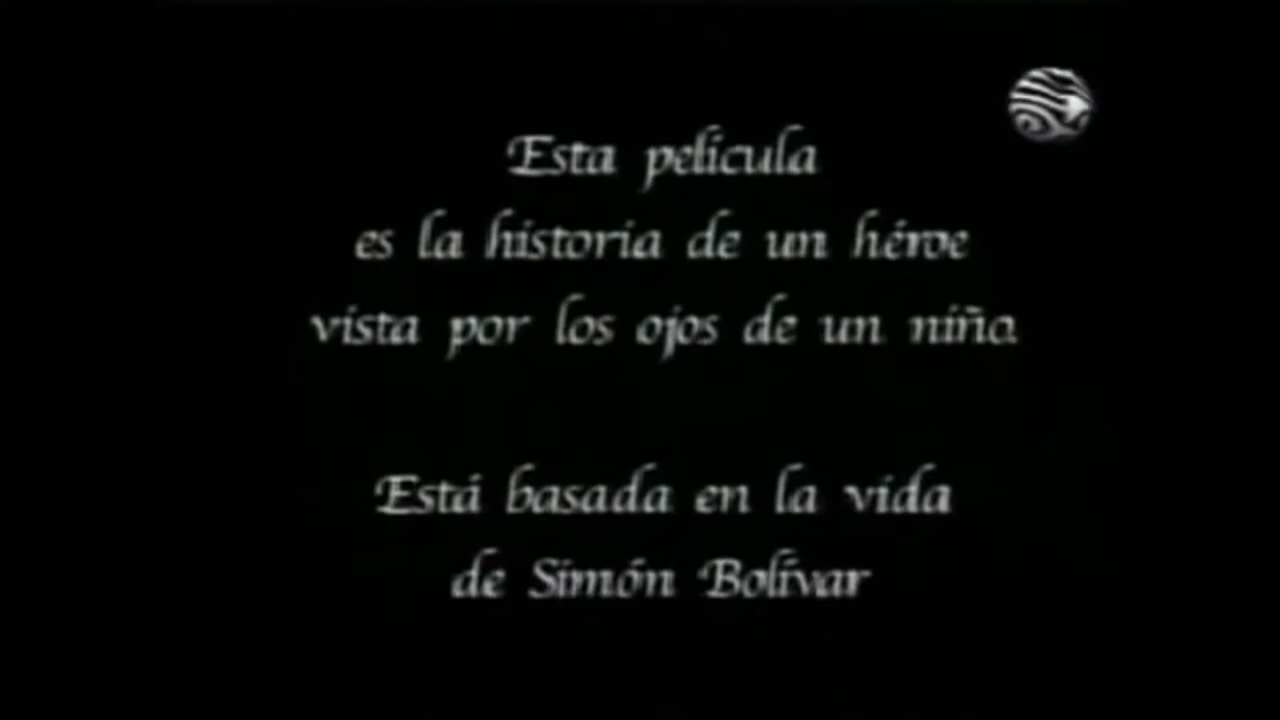 Esta película
es la historia de un héroe
vista por los ojos de un niño.
Está basada en la vida
de Simón Bolívar